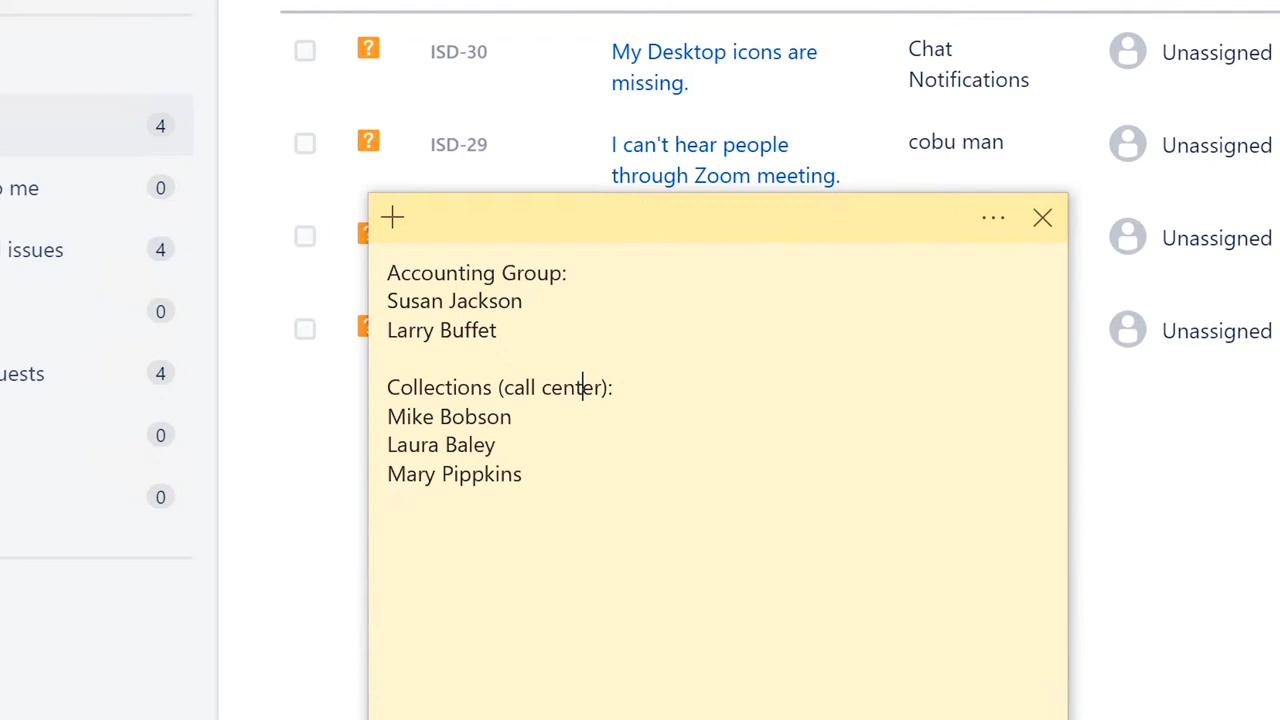 ISD-30
My Desktop icons are
missing.
Chat
Notifications
Unassigned
4
ISD-29
I can't hear people
through Zoom meeting.
cobu man
Unassigned
o me
0
issues
4
Unassigned
0
Unassigned
uests
4
0
0
Accounting Group:
Susan Jackson
Larry Buffet
Collections (call center):
Mike Bobson
Laura Baley
Mary Pippkins